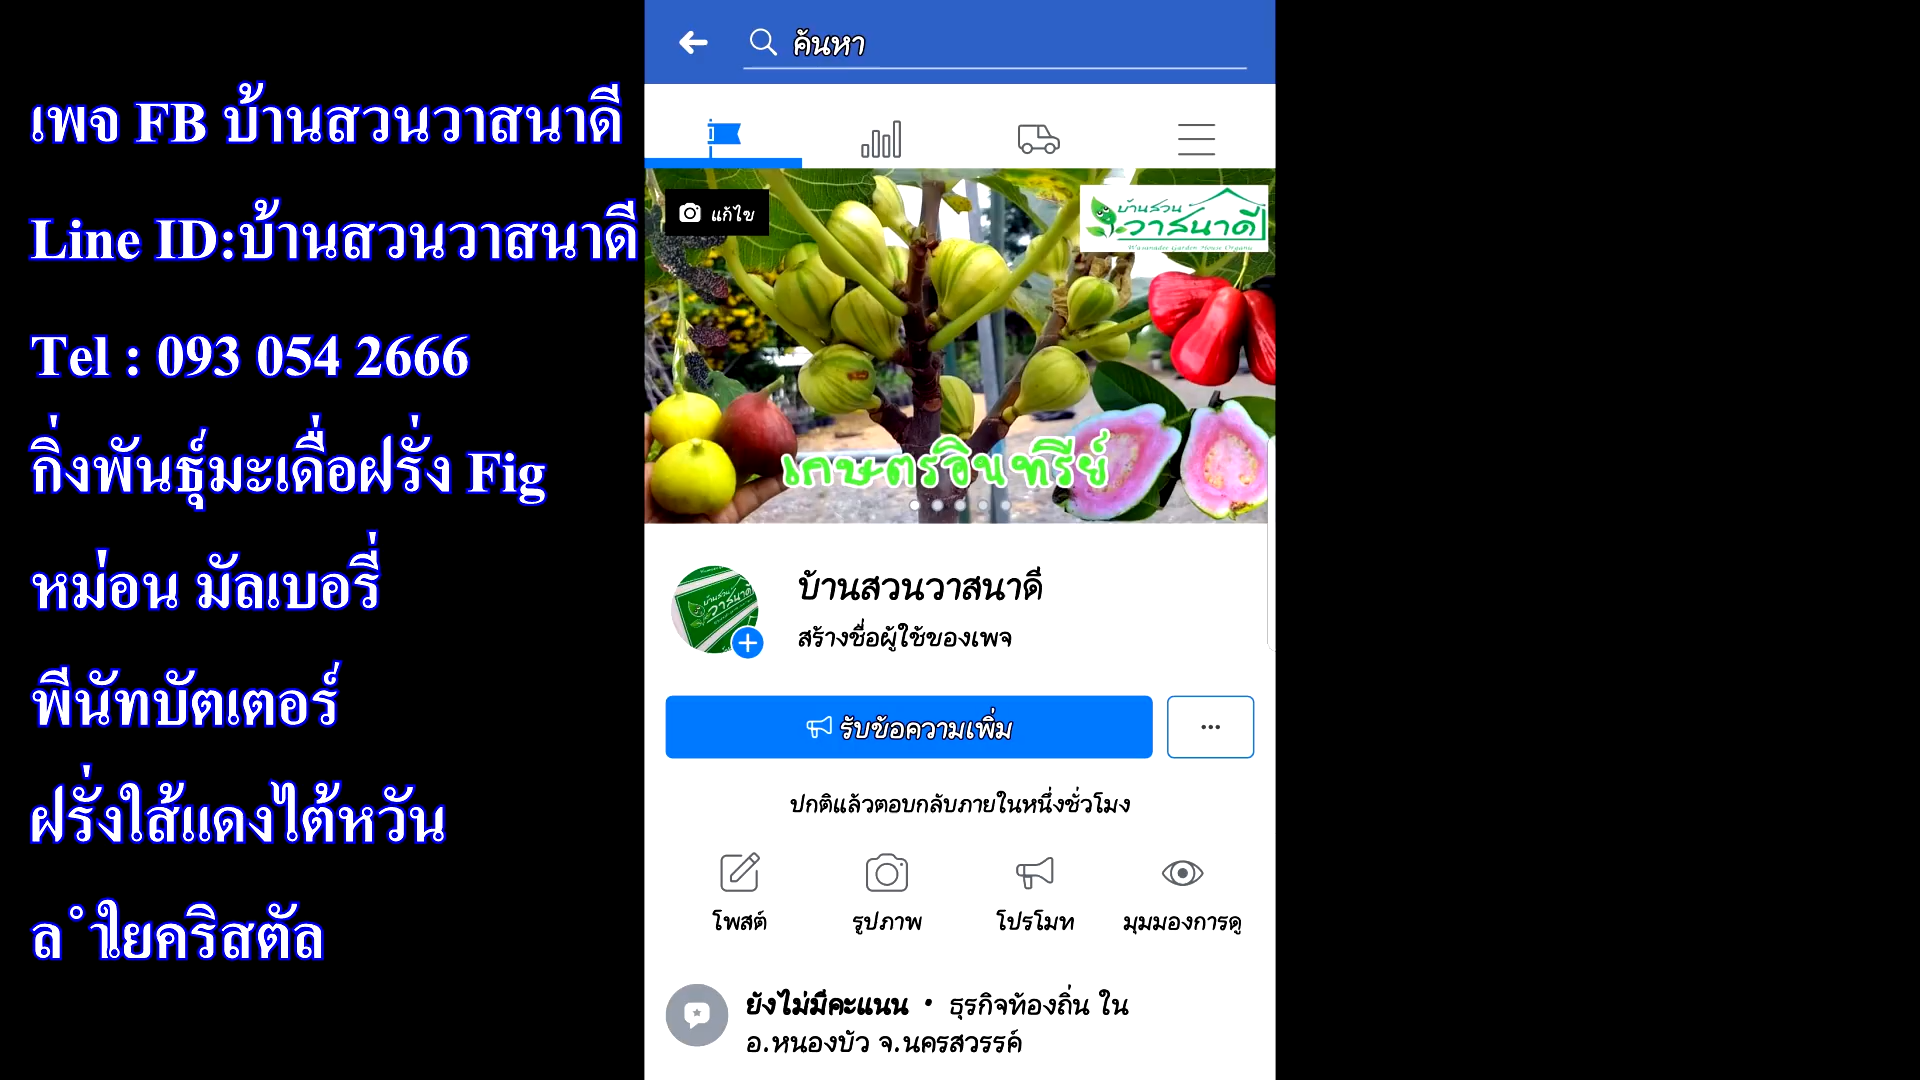 เพจ FB บ้านสวนวาสนาดี
Line ID:บ้านสวนวาสนาดี
Tel : 093 054 2666
กิ่งพันธุ์มะเดื่อฝรั่ง Fig
หม่อน มัลเบอรี่
พีนัทบัตเตอร์
ฝรั่งใส้แดงไต้หวัน
ลำใยคริสตัล
ค้นหา
แก้ไข
บ้านสวน
วาสนาดี
เกษตรอินทรีย์
บ้านสวนวาสนาดี
สร้างชื่อผู้ใช้ของเพจ
รับข้อความเพิ่ม
ปกติแล้วตอบกลับภายในหนึ่งชั่วโมง
โพสต์
รูปภาพ
โปรโมท
มุมมองการดู
ยังไม่มีคะแนน • ธุรกิจท้องถิ่น ใน
อ.หนองบัว จ.นครสวรรค์